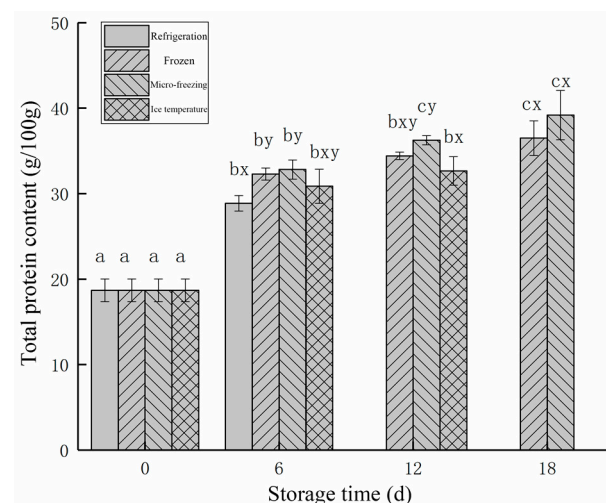 Refrigeration
Frozen
Micro-freezing
Ice temperature
Total protein content (g/100g)
50
40
30
20
10
0
a a a a
bx by by bxy
bxy cy bx
cx cx
0 6 12 18
Storage time (d)